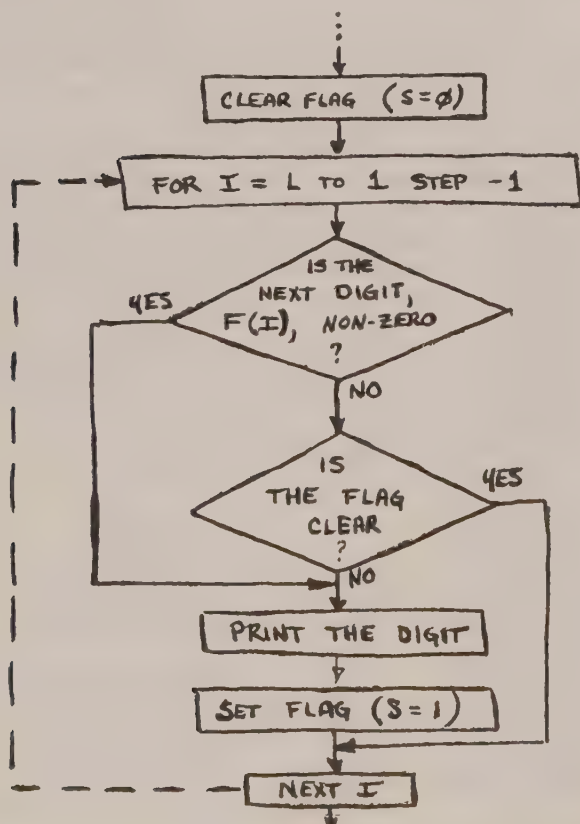 CLEAR FLAG (S=Ø)
FOR I = L TO 1 STEP -1
IS THE
NEXT DIGIT,
F(I), NON-ZERO
?
YES
NO
IS
THE FLAG
CLEAR
?
YES
NO
PRINT THE DIGIT
SET FLAG (S=1)
NEXT I